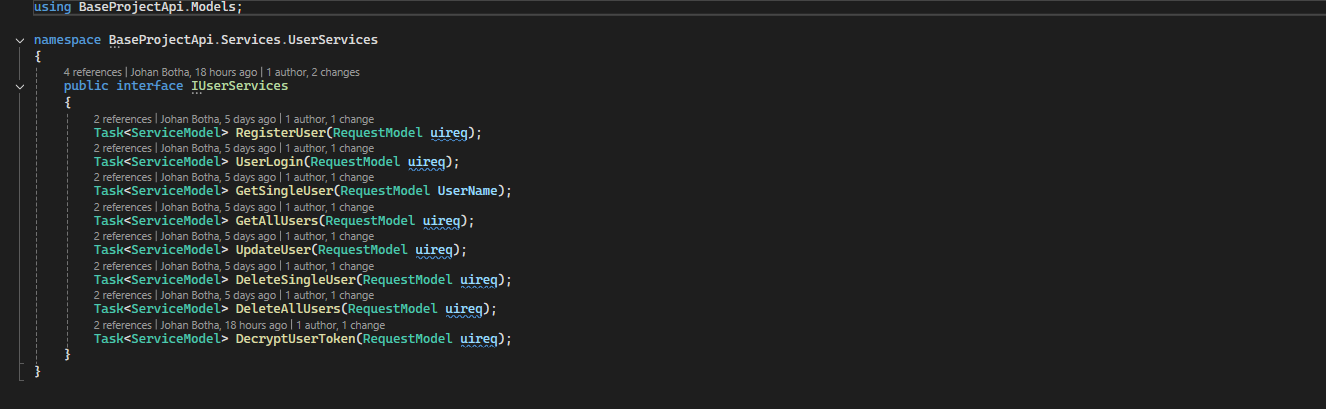 using BaseProjectApi.Models;
namespace BaseProjectApi.Services.UserServices
{
4 references | Johan Botha, 18 hours ago | 1 author, 2 changes
public interface IUserServices
{
2 references | Johan Botha, 5 days ago | 1 author, 1 change
Task<ServiceModel> RegisterUser(RequestModel uireq);
2 references | Johan Botha, 5 days ago | 1 author, 1 change
Task<ServiceModel> UserLogin(RequestModel uireq);
2 references | Johan Botha, 5 days ago | 1 author, 1 change
Task<ServiceModel> GetSingleUser(RequestModel UserName);
2 references | Johan Botha, 5 days ago | 1 author, 1 change
Task<ServiceModel> GetAllUsers(RequestModel uireq);
2 references | Johan Botha, 5 days ago | 1 author, 1 change
Task<ServiceModel> UpdateUser(RequestModel uireq);
2 references | Johan Botha, 5 days ago | 1 author, 1 change
Task<ServiceModel> DeleteSingleUser(RequestModel uireq);
2 references | Johan Botha, 5 days ago | 1 author, 1 change
Task<ServiceModel> DeleteAllUsers(RequestModel uireq);
2 references | Johan Botha, 18 hours ago | 1 author, 1 change
Task<ServiceModel> DecryptUserToken(RequestModel uireq);
}
}